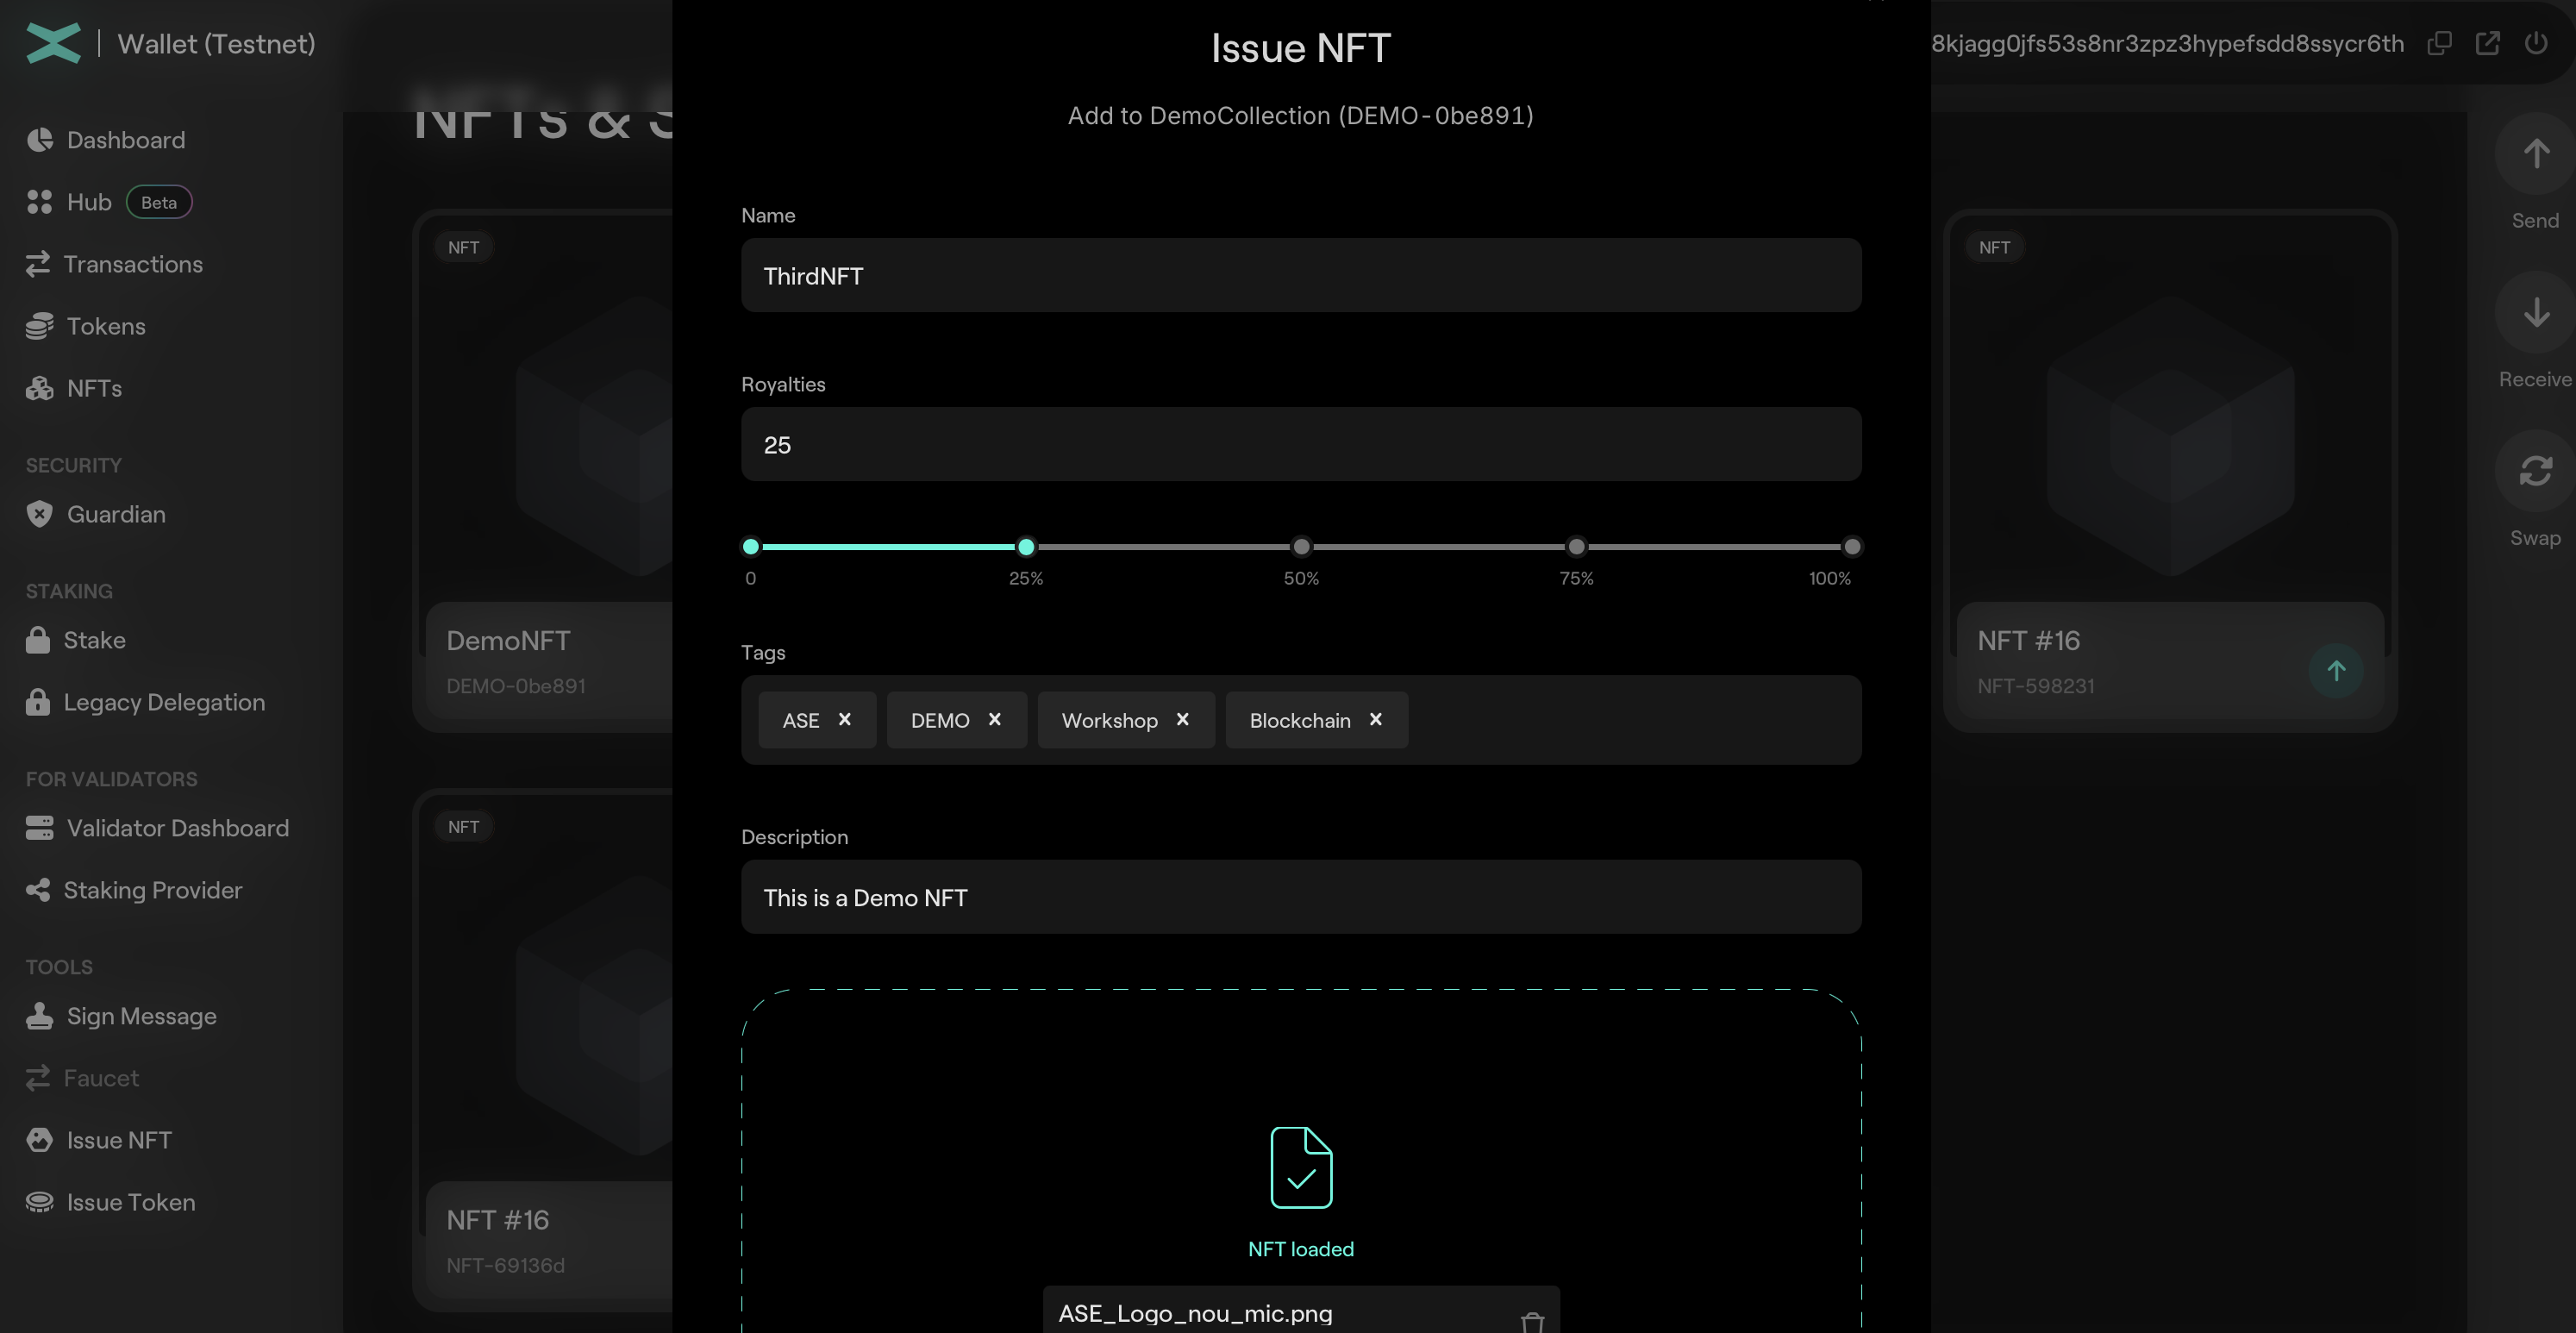 Wallet (Testnet)
Dashboard
Hub Beta
Transactions
Tokens
NFTs
SECURITY
Guardian
STAKING
Stake
Legacy Delegation
FOR VALIDATORS
Validator Dashboard
Staking Provider
TOOLS
Sign Message
Faucet
Issue NFT
Issue Token
NFTs & S
NFT
DemoNFT
DEMO-0be891
NFT
NFT #16
NFT-69136d
Issue NFT
Add to DemoCollection (DEMO-0be891)
Name
ThirdNFT
Royalties
25
0 25% 50% 75% 100%
Tags
ASE DEMO Workshop Blockchain
Description
This is a Demo NFT
NFT loaded
ASE_Logo_nou_mic.png
8kjagg0jfs53s8nr3zpz3hypefsdd8ssycr6th
NFT
NFT #16
NFT-598231
Send
Receive
Swap